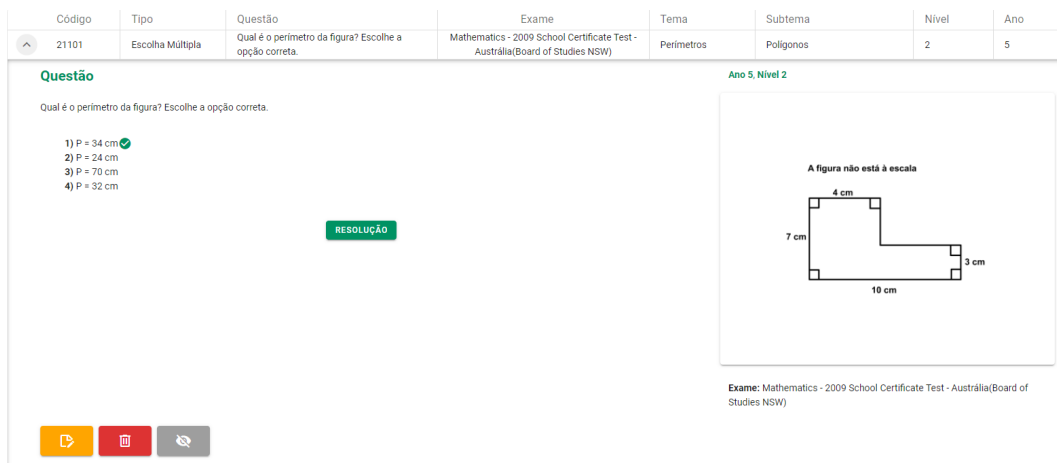 Código Tipo Questão Exame Tema Subtema Nível Ano
21101 Escolha Múltipla Qual é o perímetro da figura? Escolhe a opção correta. Mathematics - 2009 School Certificate Test - Austrália(Board of Studies NSW) Perímetros Polígonos 2 5
Questão
Qual é o perímetro da figura? Escolhe a opção correta.
1) P = 34 cm
2) P = 24 cm
3) P = 70 cm
4) P = 32 cm
RESOLUÇÃO
Ano 5, Nível 2
A figura não está à escala
4 cm
7 cm
3 cm
10 cm
Exame: Mathematics - 2009 School Certificate Test - Austrália(Board of
Studies NSW)